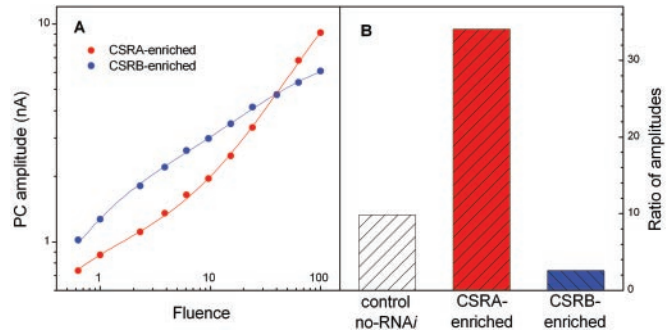 A
CSRA-enriched
CSRB-enriched
PC amplitude (nA)
10
1
1
10
100
Fluence
B
Ratio of amplitudes
30
20
10
0
control
no-RNAi
CSRA-
enriched
CSRB-
enriched